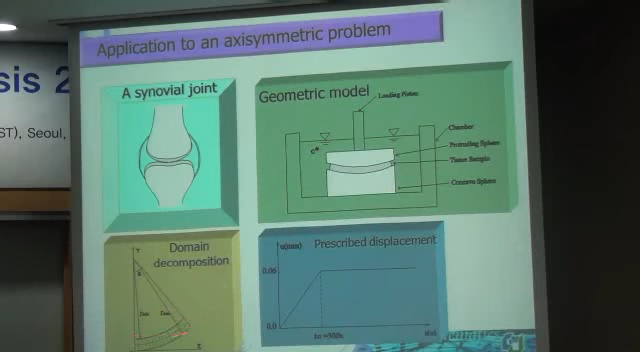 Application to an axisymmetric problem
sis 2
ST), Seoul,
A synovial joint
Geometric model
Loading Piston
Chamber
Protruding Sphere
Tissue Sample
Concave Sphere
C*
Domain
decomposition
Y
R
Prescribed displacement
u(mm)
0.06
0.0
to =500s
t(s)